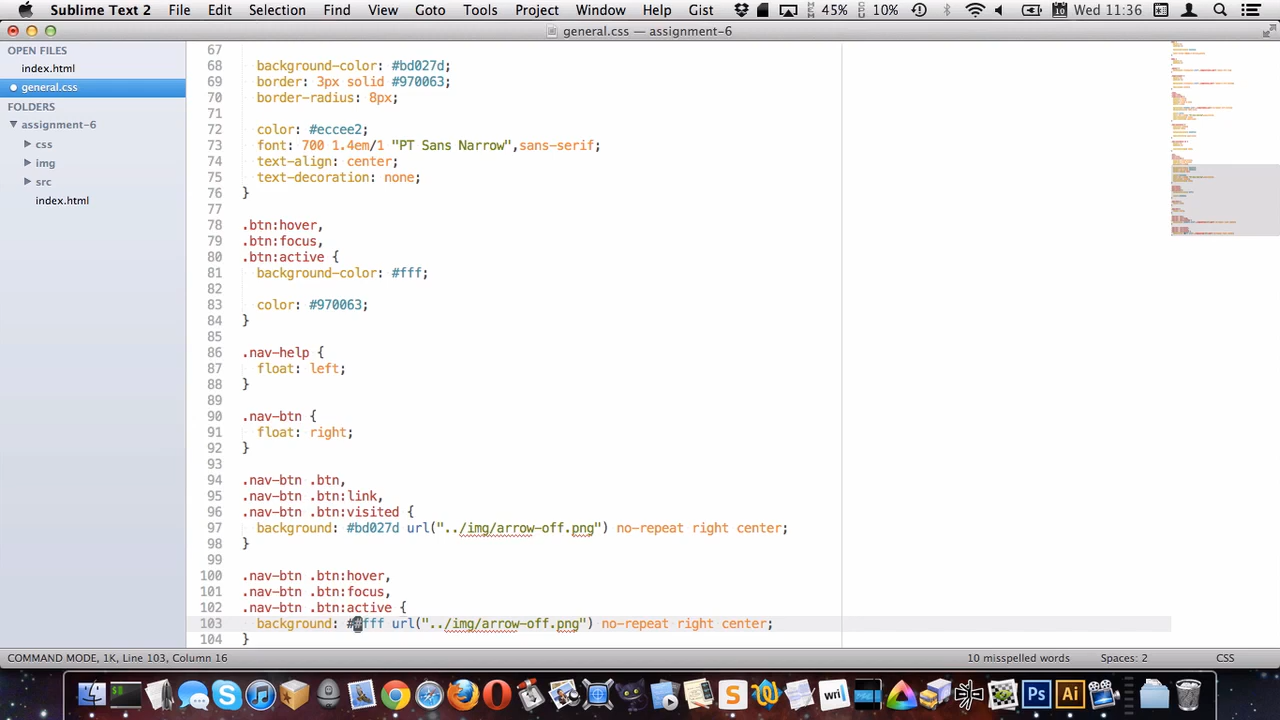 Sublime Text 2 File Edit Selection Find View Goto Tools Project Window Help Gist 45% 10% 10 Wed 11:36
general.css — assignment-6
OPEN FILES
index.html
general.css
FOLDERS
assignment-6
css
img
src
index.html
67
68 background-color: #bd027d;
69 border: 3px solid #970063;
70 border-radius: 8px;
71
72 color: #eccee2;
73 font: 700 1.4em/1 "PT Sans Narrow",sans-serif;
74 text-align: center;
75 text-decoration: none;
76 }
77
78 .btn:hover,
79 .btn:focus,
80 .btn:active {
81 background-color: #fff;
82
83 color: #970063;
84 }
85
86 .nav-help {
87 float: left;
88 }
89
90 .nav-btn {
91 float: right;
92 }
93
94 .nav-btn .btn,
95 .nav-btn .btn:link,
96 .nav-btn .btn:visited {
97 background: #bd027d url("../img/arrow-off.png") no-repeat right center;
98 }
99
100 .nav-btn .btn:hover,
101 .nav-btn .btn:focus,
102 .nav-btn .btn:active {
103 background: ##fff url("../img/arrow-off.png") no-repeat right center;
104 }
COMMAND MODE, 1K, Line 103, Column 16 10 misspelled words Spaces: 2 CSS
wri Ps Ai